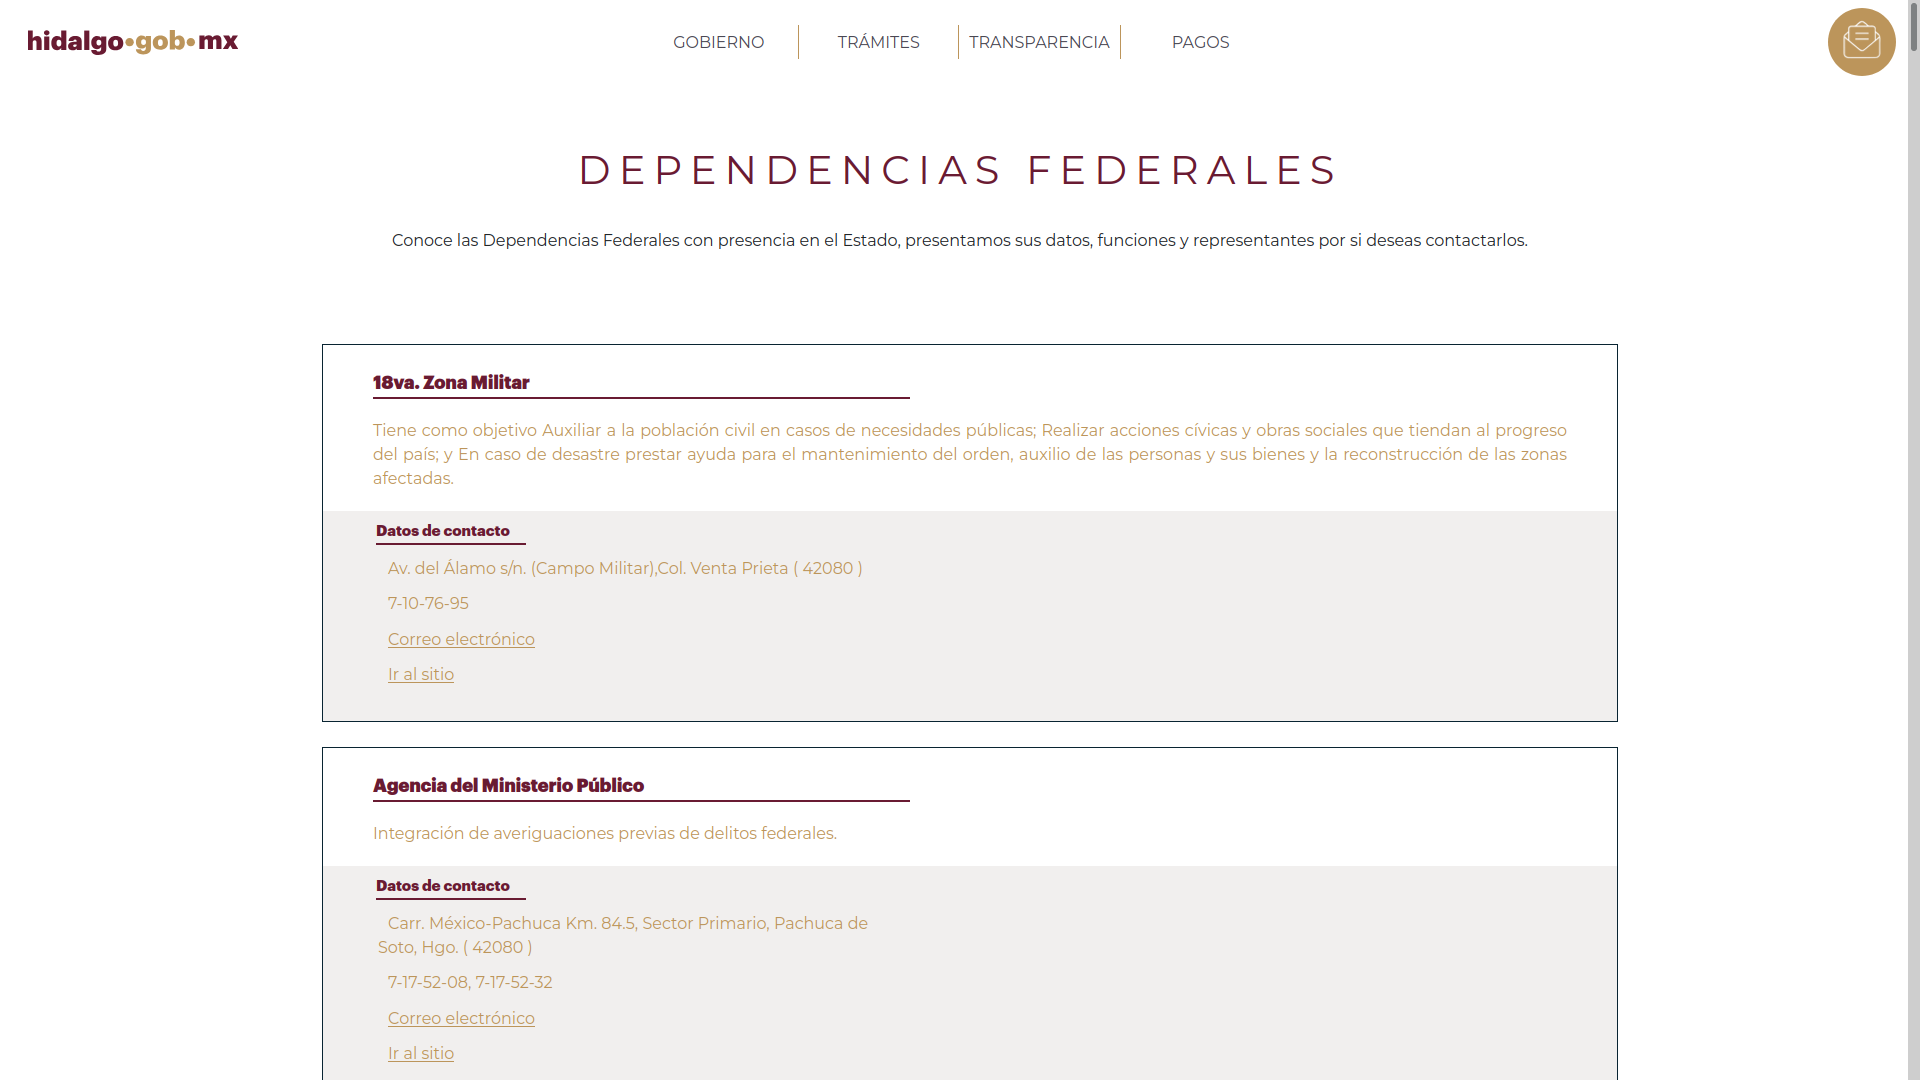 hidalgo•gob•mx
GOBIERNO
TRÁMITES
TRANSPARENCIA
PAGOS
DEPENDENCIAS FEDERALES
Conoce las Dependencias Federales con presencia en el Estado, presentamos sus datos, funciones y representantes por si deseas contactarlos.
18va. Zona Militar
Tiene como objetivo Auxiliar a la población civil en casos de necesidades públicas; Realizar acciones cívicas y obras sociales que tiendan al progreso
del país; y En caso de desastre prestar ayuda para el mantenimiento del orden, auxilio de las personas y sus bienes y la reconstrucción de las zonas
afectadas.
Datos de contacto
Av. del Álamo s/n. (Campo Militar),Col. Venta Prieta ( 42080 )
7-10-76-95
Correo electrónico
Ir al sitio
Agencia del Ministerio Público
Integración de averiguaciones previas de delitos federales.
Datos de contacto
Carr. México-Pachuca Km. 84.5, Sector Primario, Pachuca de
Soto, Hgo. ( 42080 )
7-17-52-08, 7-17-52-32
Correo electrónico
Ir al sitio